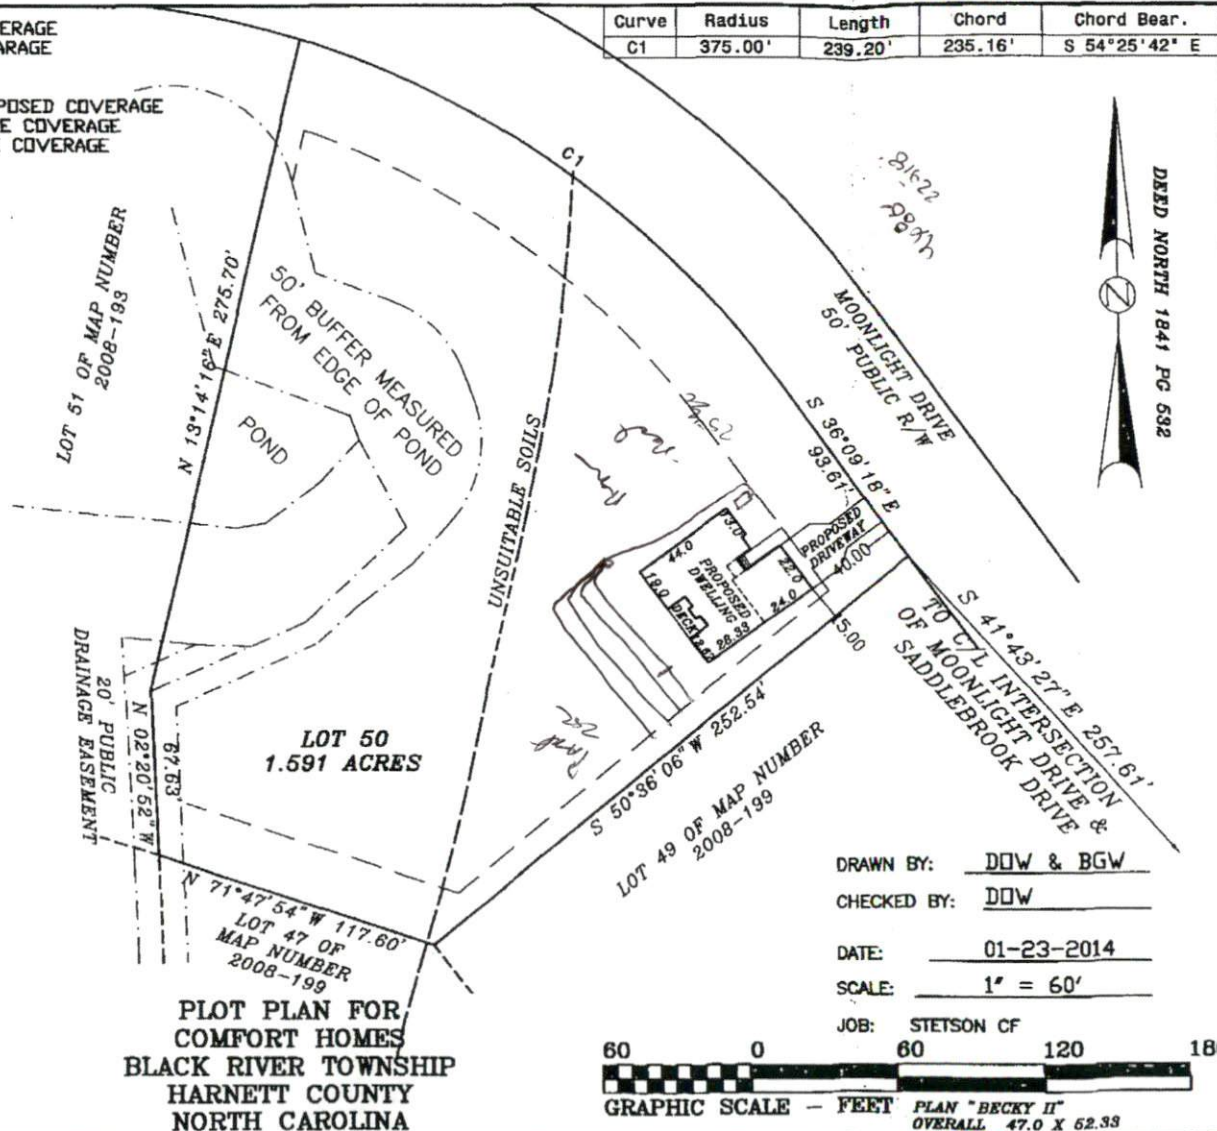 ERAGE
ARAGE
POSED COVERAGE
E COVERAGE
COVERAGE
Curve Radius Length Chord Chord Bear.
C1 375.00' 239.20' 235.16' S 54°25'42" E
C1
DEED NORTH 1841 PG 532
N
MOONLIGHT DRIVE
50' PUBLIC R/W
LOT 51 OF MAP NUMBER
2008-193
N 13°14'16" E 275.70'
50' BUFFER MEASURED
FROM EDGE OF POND
POND
UNSUITABLE SOILS
S 36°09'18" E
93.61'
PROPOSED
DRIVEWAY
40.00
13.0
44.0
PROPOSED
DWELLING
22.0
24.0
19.0
DECK
28.33
15.00
S 41°43'27" E 257.61'
TO C/L INTERSECTION
OF MOONLIGHT DRIVE &
SADDLEBROOK DRIVE
20' PUBLIC
DRAINAGE EASEMENT
N 02°20'52" W
67.63'
LOT 50
1.591 ACRES
S 50°36'06" W 252.54'
LOT 49 OF MAP NUMBER
2008-199
N 71°47'54" W 117.60'
LOT 47 OF
MAP NUMBER
2008-199
PLOT PLAN FOR
COMFORT HOMES
BLACK RIVER TOWNSHIP
HARNETT COUNTY
NORTH CAROLINA
DRAWN BY: DOW & BGW
CHECKED BY: DOW
DATE: 01-23-2014
SCALE: 1" = 60'
JOB: STETSON CF
60 0 60 120 18
GRAPHIC SCALE - FEET
PLAN "BECKY II"
OVERALL 47.0 X 52.33